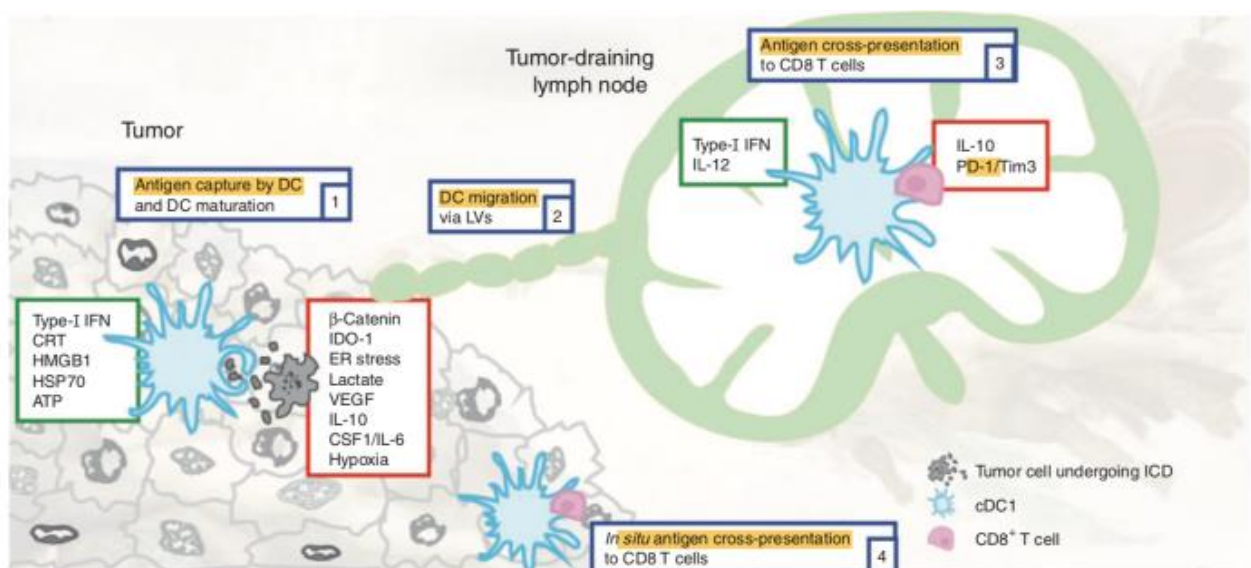 Tumor-draining
lymph node
Antigen cross-presentation
to CD8 T cells
3
Type-I IFN
IL-12
IL-10
PD-1/Tim3
Tumor
Antigen capture by DC
and DC maturation
1
DC migration
via LVs
2
Type-I IFN
CRT
HMGB1
HSP70
ATP
β-Catenin
IDO-1
ER stress
Lactate
VEGF
IL-10
CSF1/IL-6
Hypoxia
Tumor cell undergoing ICD
cDC1
CD8⁺ T cell
In situ antigen cross-presentation
to CD8 T cells
4